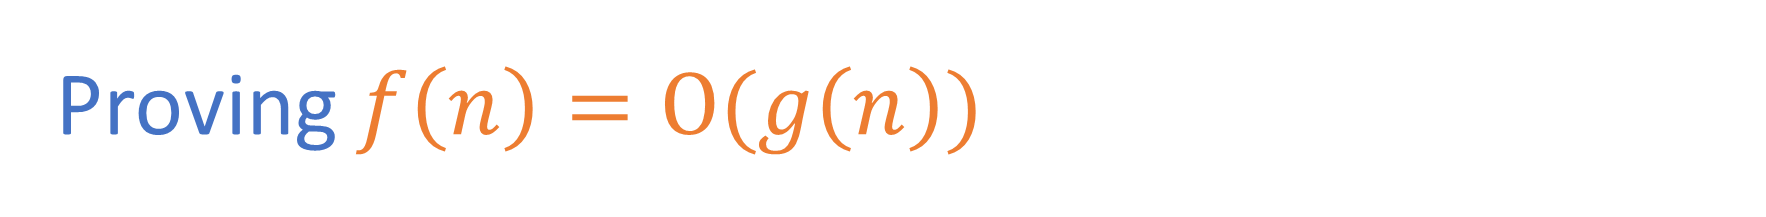 Proving f(n) = O(g(n))